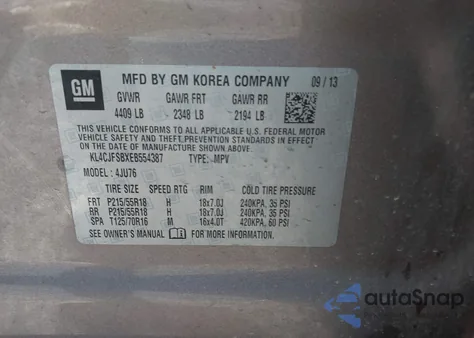 GM
MFD BY GM KOREA COMPANY 09 / 13
GVWR GAWR FRT GAWR RR
4409 LB 2348 LB 2194 LB
THIS VEHICLE CONFORMS TO ALL APPLICABLE U.S. FEDERAL MOTOR
VEHICLE SAFETY AND THEFT PREVENTION STANDARDS IN EFFECT ON
THE DATE OF MANUFACTURE SHOWN ABOVE.
KL4CJFSBXEB554387 TYPE: MPV
MODEL: 4JU76
TIRE SIZE SPEED RTG RIM COLD TIRE PRESSURE
FRT P215/55R18 H 18x7.0J 240KPA, 35 PSI
RR P215/55R18 H 18x7.0J 240KPA, 35 PSI
SPA T125/70R16 M 16x4.0T 420KPA, 60 PSI
SEE OWNER'S MANUAL FOR MORE INFORMATION
autoSnap